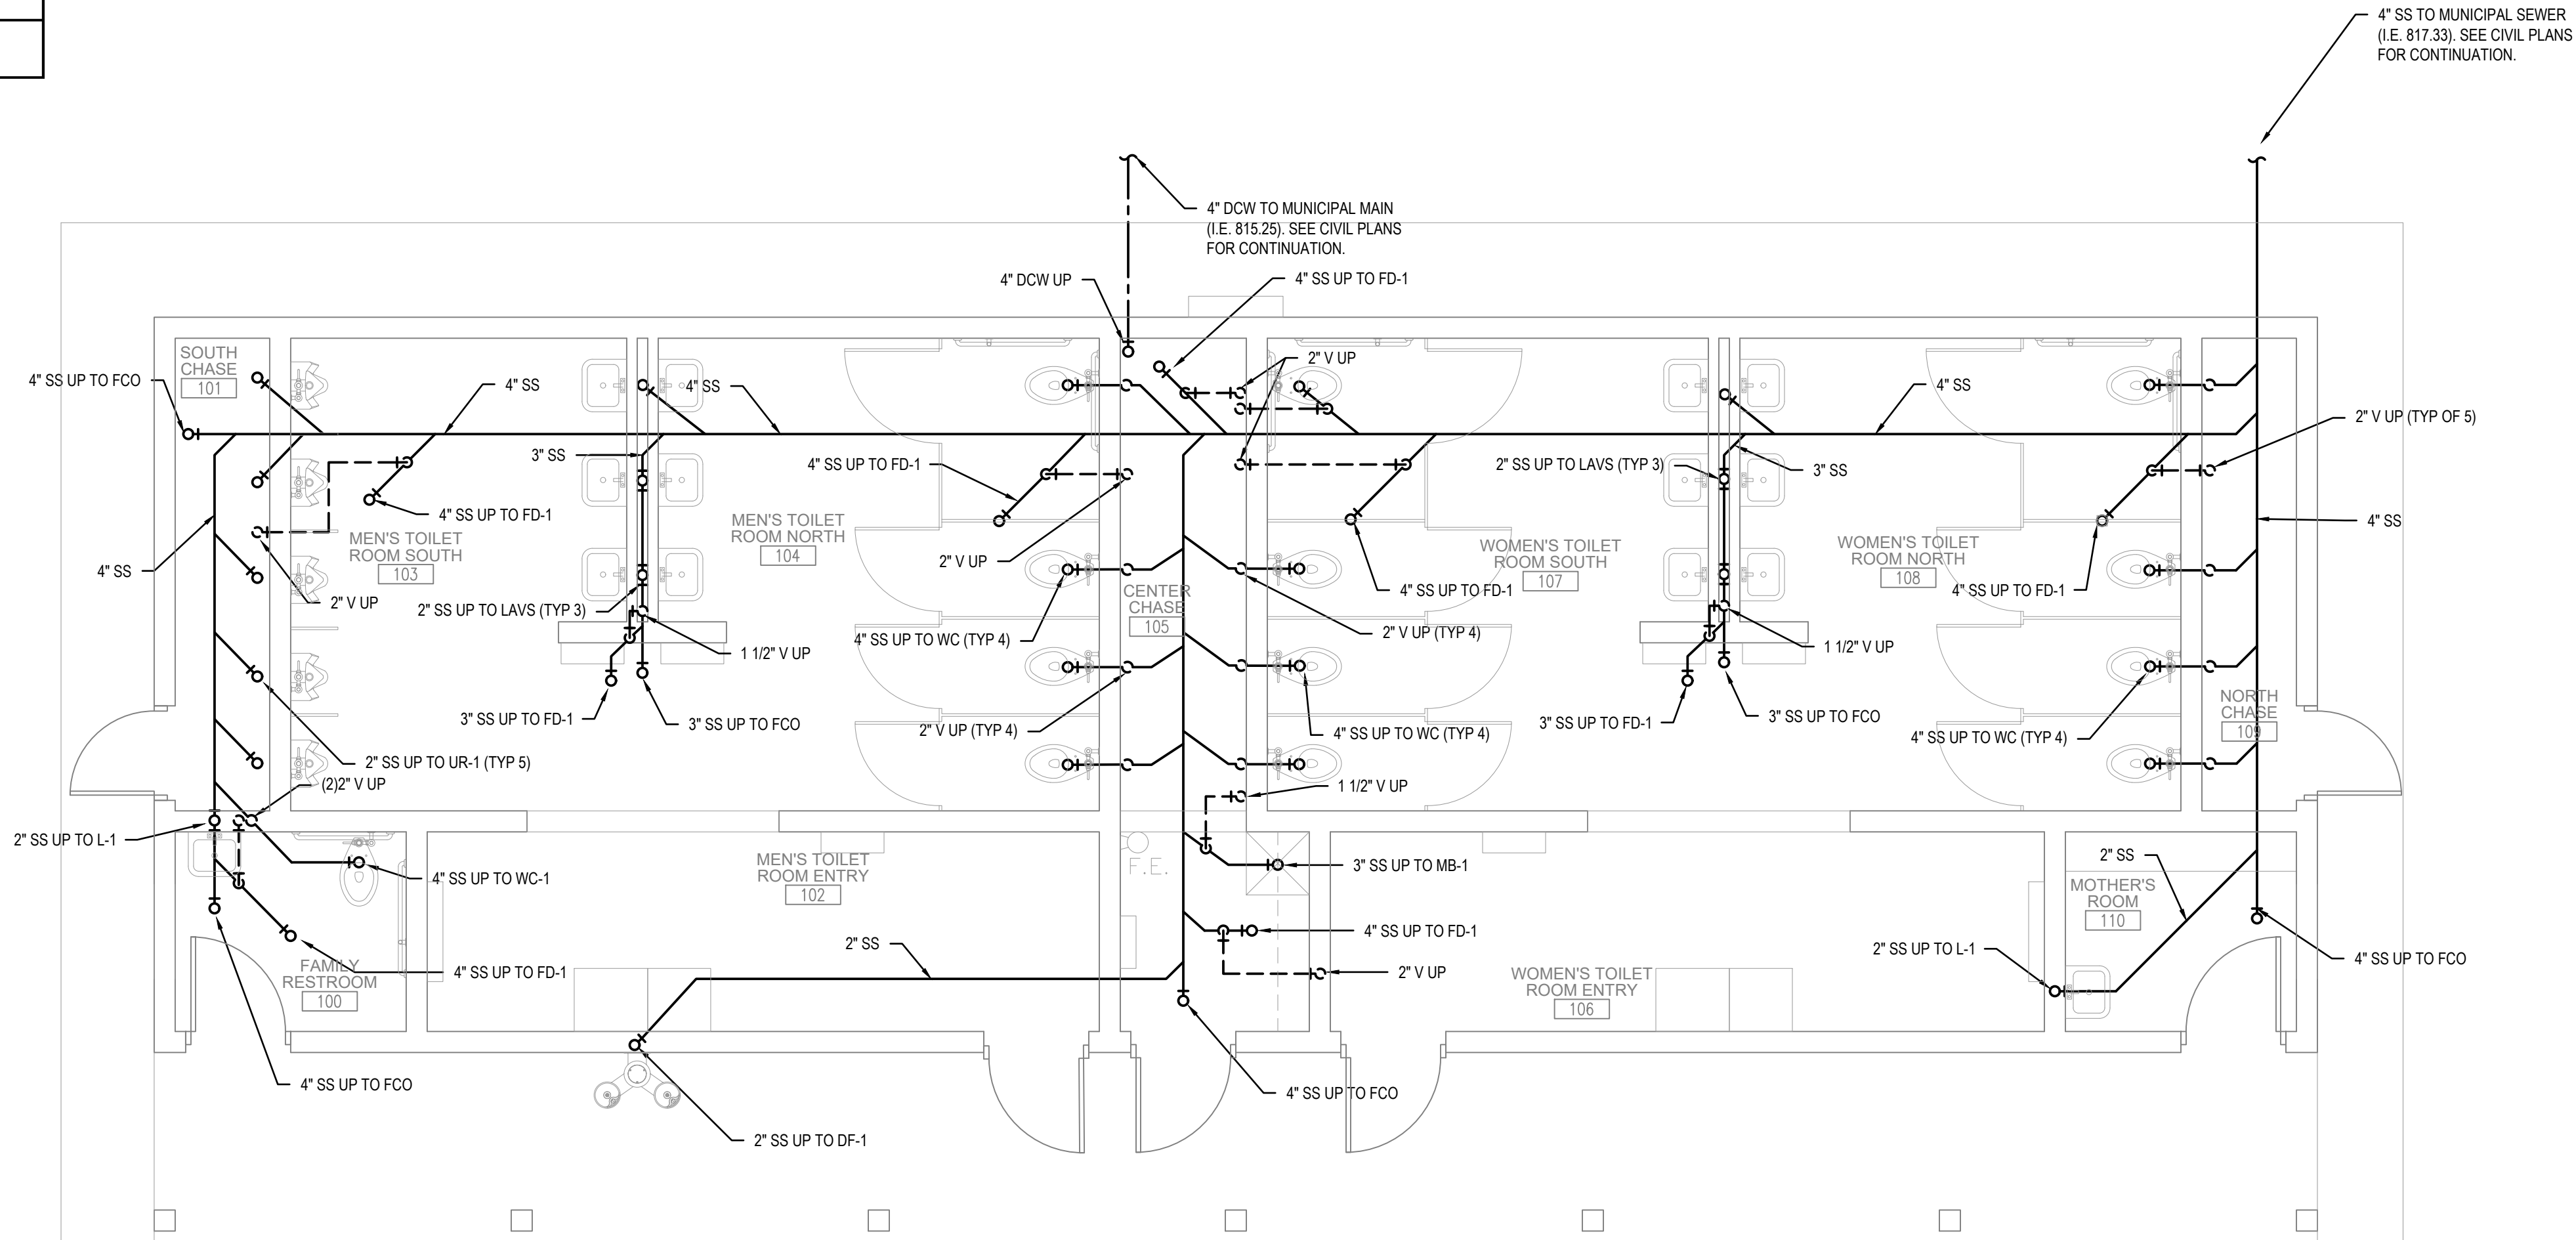 4" SS TO MUNICIPAL SEWER
(I.E. 817.33). SEE CIVIL PLANS
FOR CONTINUATION.
4" DCW TO MUNICIPAL MAIN
(I.E. 815.25). SEE CIVIL PLANS
FOR CONTINUATION.
4" DCW UP
4" SS UP TO FD-1
SOUTH
CHASE
101
4" SS UP TO FCO
4" SS
4" SS
2" V UP
4" SS
2" V UP (TYP OF 5)
3" SS
4" SS UP TO FD-1
2" SS UP TO LAVS (TYP 3)
3" SS
4" SS UP TO FD-1
MEN'S TOILET
ROOM SOUTH
103
MEN'S TOILET
ROOM NORTH
104
2" V UP
WOMEN'S TOILET
ROOM SOUTH
107
WOMEN'S TOILET
ROOM NORTH
108
4" SS
4" SS
2" V UP
2" SS UP TO LAVS (TYP 3)
CENTER
CHASE
105
4" SS UP TO FD-1
4" SS UP TO FD-1
4" SS UP TO WC (TYP 4)
2" V UP (TYP 4)
1 1/2" V UP
1 1/2" V UP
3" SS UP TO FD-1
3" SS UP TO FCO
2" V UP (TYP 4)
4" SS UP TO WC (TYP 4)
3" SS UP TO FD-1
3" SS UP TO FCO
4" SS UP TO WC (TYP 4)
NORTH
CHASE
109
2" SS UP TO UR-1 (TYP 5)
(2)2" V UP
1 1/2" V UP
2" SS UP TO L-1
4" SS UP TO WC-1
MEN'S TOILET
ROOM ENTRY
102
F.E.
3" SS UP TO MB-1
2" SS
MOTHER'S
ROOM
110
4" SS UP TO FD-1
2" SS
4" SS UP TO FD-1
2" V UP
2" SS UP TO L-1
4" SS UP TO FCO
FAMILY
RESTROOM
100
WOMEN'S TOILET
ROOM ENTRY
106
4" SS UP TO FCO
4" SS UP TO FCO
2" SS UP TO DF-1